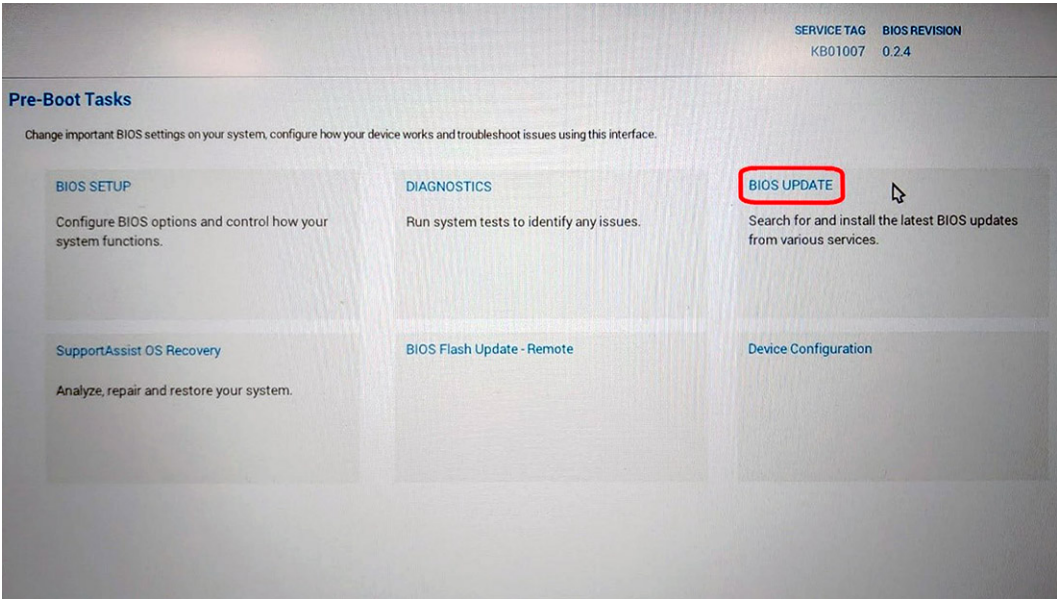 SERVICE TAG BIOS REVISION
KB01007 0.2.4
Pre-Boot Tasks
Change important BIOS settings on your system, configure how your device works and troubleshoot issues using this interface.
BIOS SETUP
Configure BIOS options and control how your
system functions.
DIAGNOSTICS
Run system tests to identify any issues.
BIOS UPDATE
Search for and install the latest BIOS updates
from various services.
SupportAssist OS Recovery
Analyze, repair and restore your system.
BIOS Flash Update - Remote
Device Configuration